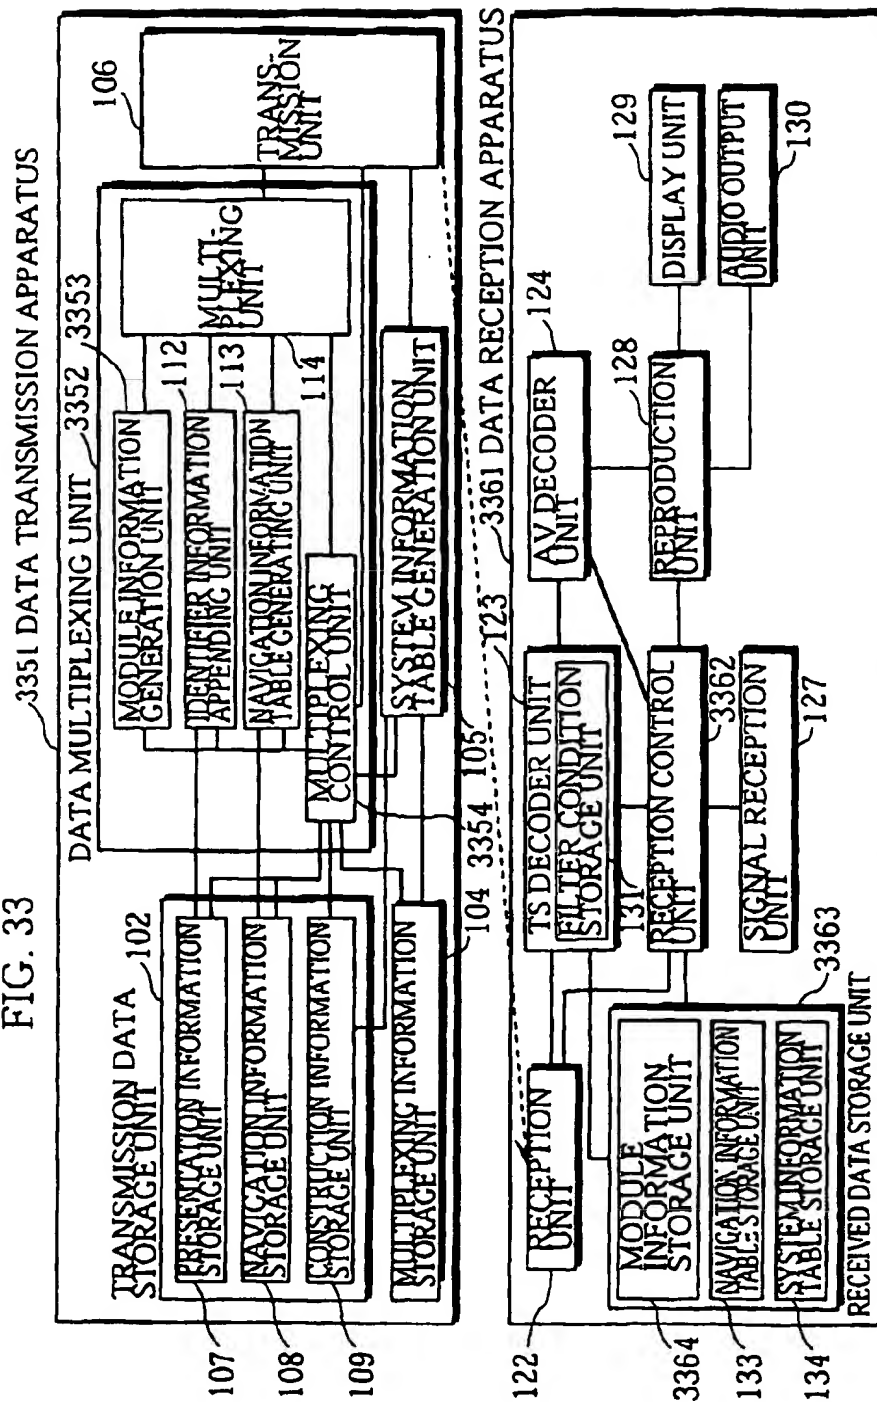 FIG. 33
3351 DATA TRANSMISSION APPARATUS
TRANSMISSION DATA
STORAGE UNIT
102
PRESENTATION INFORMATION
STORAGE UNIT
107
NAVIGATION INFORMATION
STORAGE UNIT
108
CONSTRUCTION INFORMATION
STORAGE UNIT
109
MULTIPLEXING INFORMATION
STORAGE UNIT
104
DATA MULTIPLEXING UNIT
3352
MODULE INFORMATION
GENERATION UNIT
3353
IDENTIFIER INFORMATION
APPENDING UNIT
112
NAVIGATION INFORMATION
TABLE GENERATING UNIT
113
MULTIPLEXING
CONTROL UNIT
3354
MULTI-
PLEXING
UNIT
114
SYSTEM INFORMATION
TABLE GENERATION UNIT
105
TRANS-
MISSION
UNIT
106
3361 DATA RECEPTION APPARATUS
RECEPTION
UNIT
122
TS DECODER UNIT
123
FILTER CONDITION
STORAGE UNIT
131
AV DECODER
UNIT
124
RECEPTION CONTROL
UNIT
3362
REPRODUCTION
UNIT
128
DISPLAY UNIT
129
AUDIO OUTPUT
UNIT
130
SIGNAL RECEPTION
UNIT
127
MODULE
INFORMATION
STORAGE UNIT
3364
NAVIGATION INFORMATION
TABLE STORAGE UNIT
133
SYSTEM INFORMATION
TABLE STORAGE UNIT
134
3363
RECEIVED DATA STORAGE UNIT